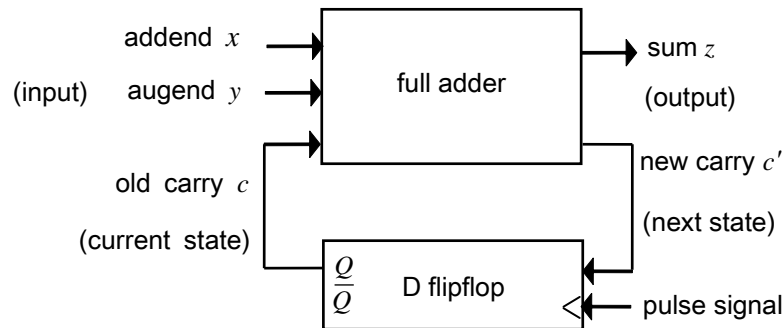 addend x
(input) augend y
full adder
sum z
(output)
old carry c
(current state)
new carry c'
(next state)
Q
Q̅
D flipflop
pulse signal